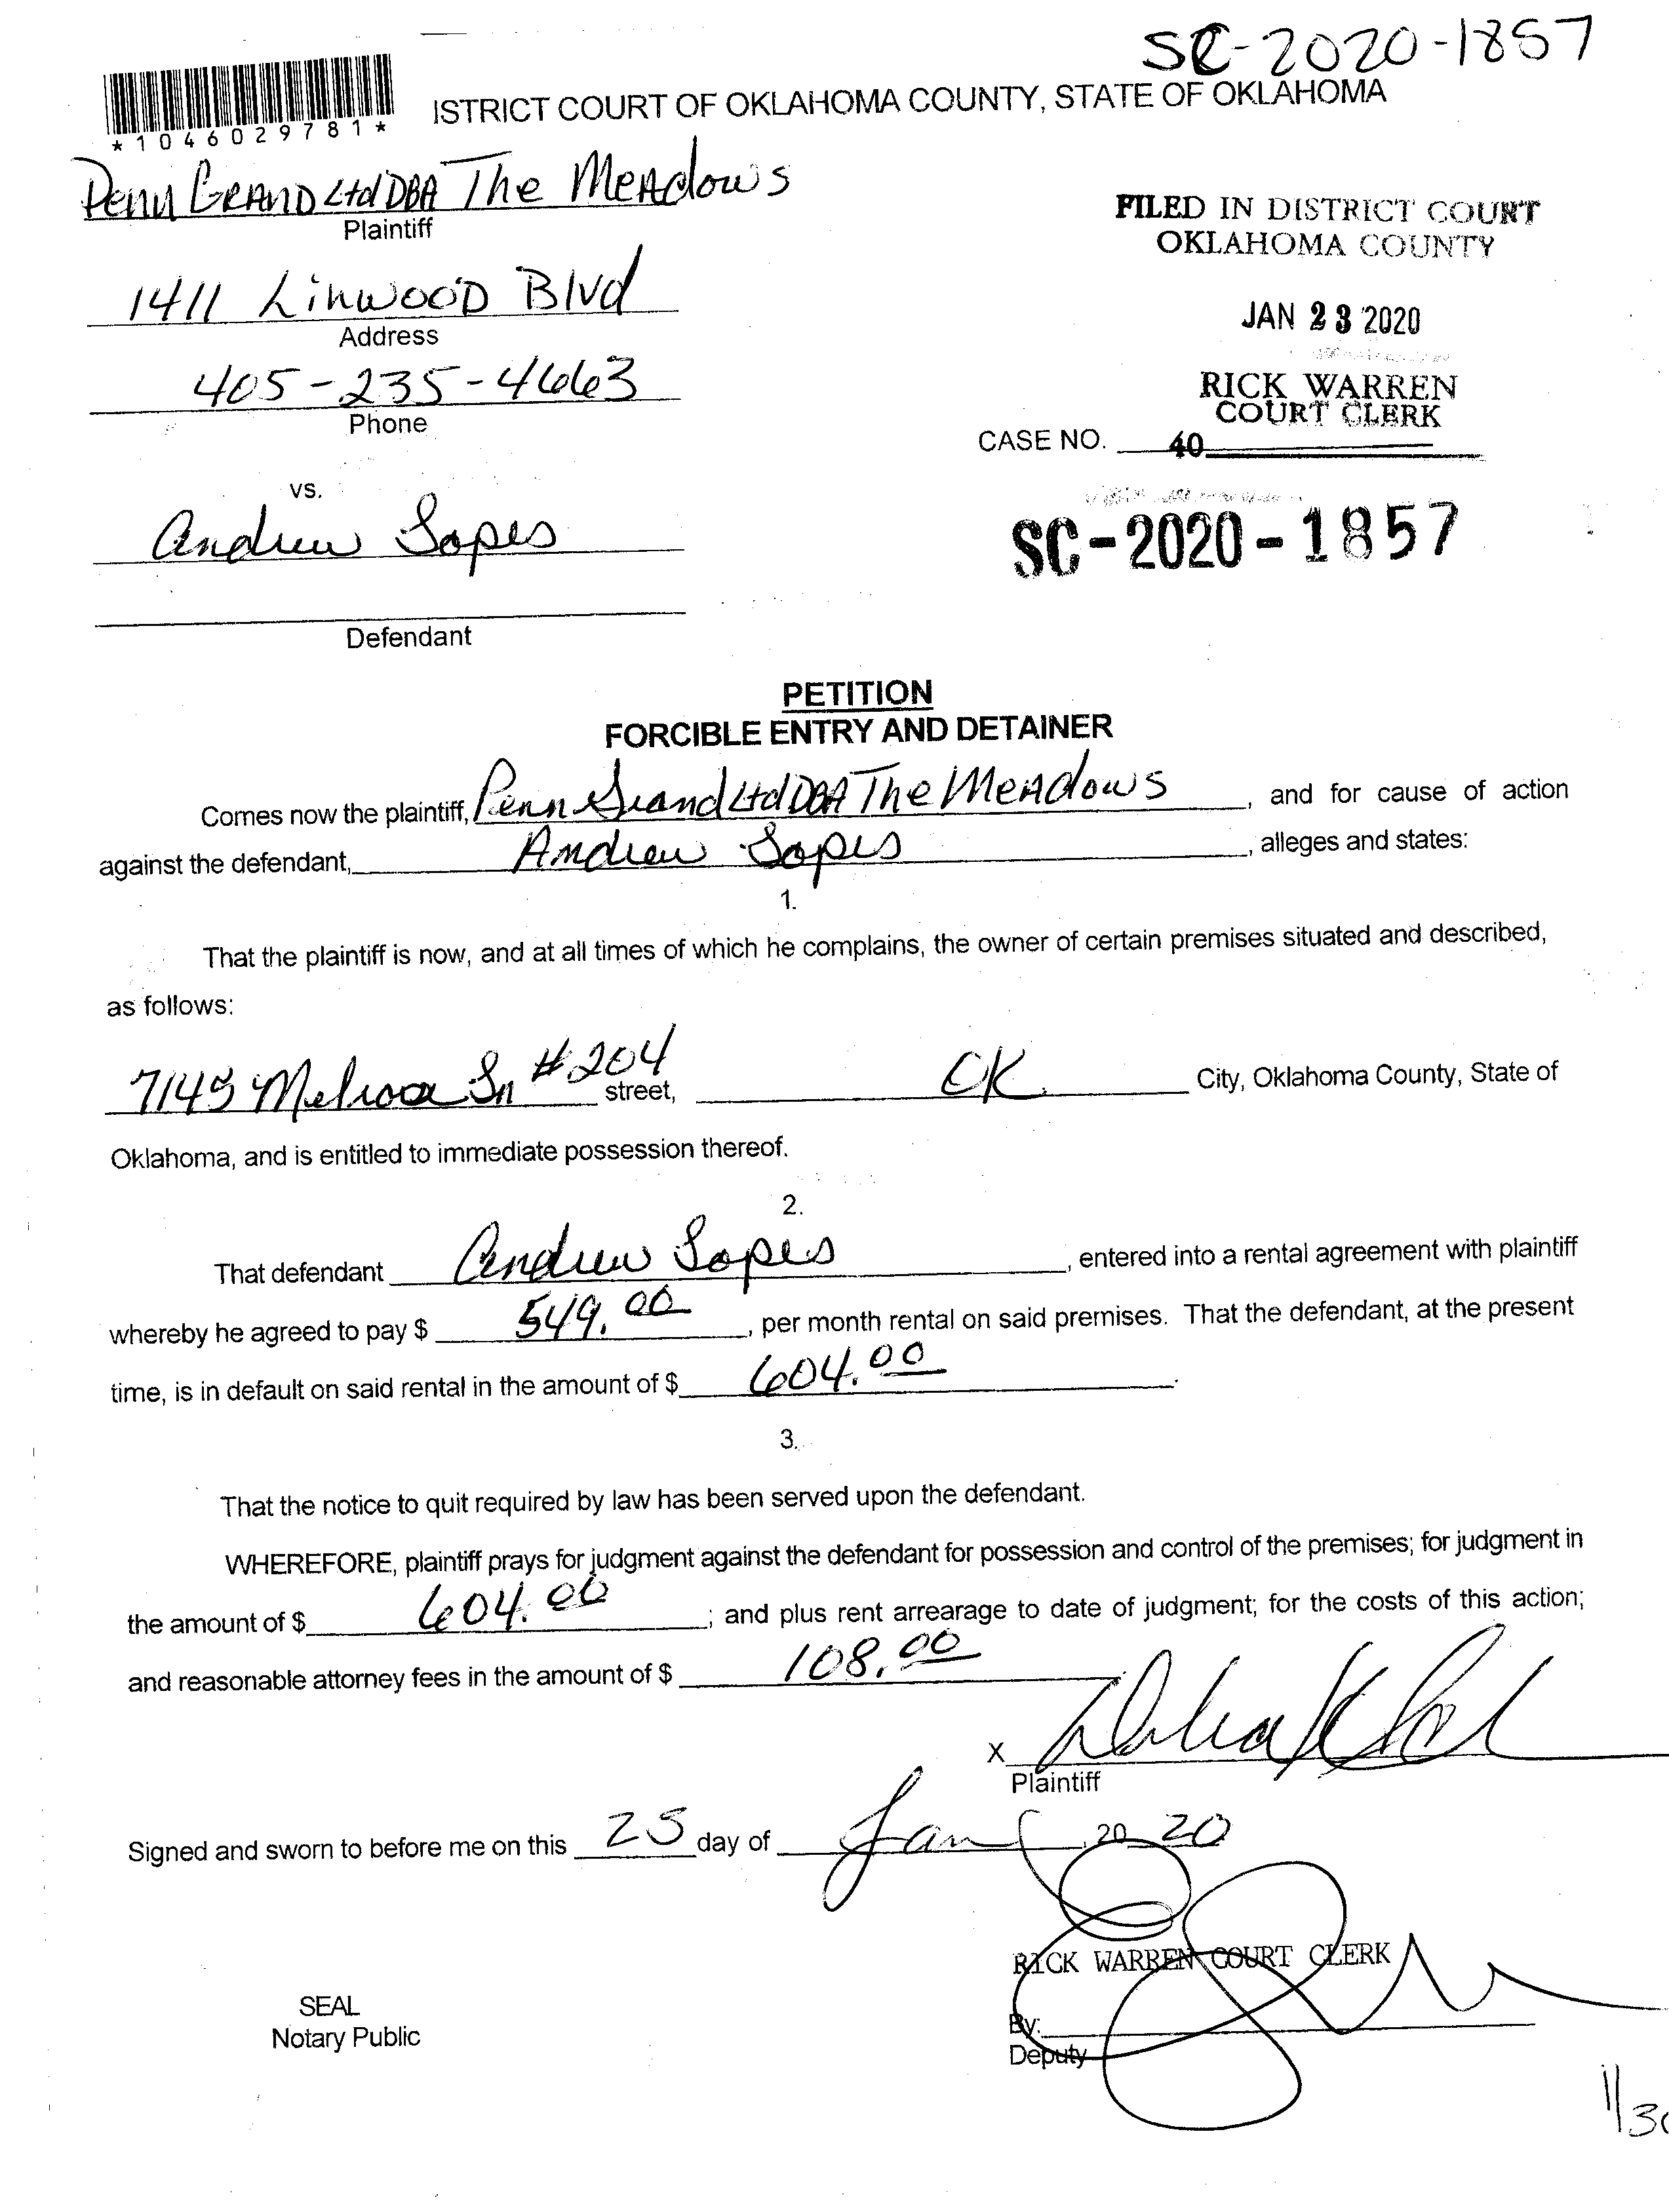 SC-2020-1857
*1046029781*
ISTRICT COURT OF OKLAHOMA COUNTY, STATE OF OKLAHOMA
Penn Grand Ltd DBA The Meadows
Plaintiff
FILED IN DISTRICT COURT
OKLAHOMA COUNTY
1411 Linwood Blvd
Address
JAN 23 2020
405-235-4663
Phone
RICK WARREN
COURT CLERK
CASE NO. 40
vs.
SC-2020-1857
Andrew Lopes
Defendant
PETITION
FORCIBLE ENTRY AND DETAINER
Comes now the plaintiff, Penn Grand Ltd DBA The Meadows, and for cause of action
against the defendant, Andrew Lopes, alleges and states:
1.
That the plaintiff is now, and at all times of which he complains, the owner of certain premises situated and described,
as follows:
7145 Melrose Ln #204 street, OK City, Oklahoma County, State of
Oklahoma, and is entitled to immediate possession thereof.
2.
That defendant Andrew Lopes, entered into a rental agreement with plaintiff
whereby he agreed to pay $ 549.00, per month rental on said premises. That the defendant, at the present
time, is in default on said rental in the amount of $ 604.00.
3.
That the notice to quit required by law has been served upon the defendant.
WHEREFORE, plaintiff prays for judgment against the defendant for possession and control of the premises; for judgment in
the amount of $ 604.00; and plus rent arrearage to date of judgment; for the costs of this action;
and reasonable attorney fees in the amount of $ 108.00
X
Plaintiff
Signed and sworn to before me on this 23 day of Jan, 20 20
RICK WARREN COURT CLERK
SEAL
Notary Public
By:
Deputy